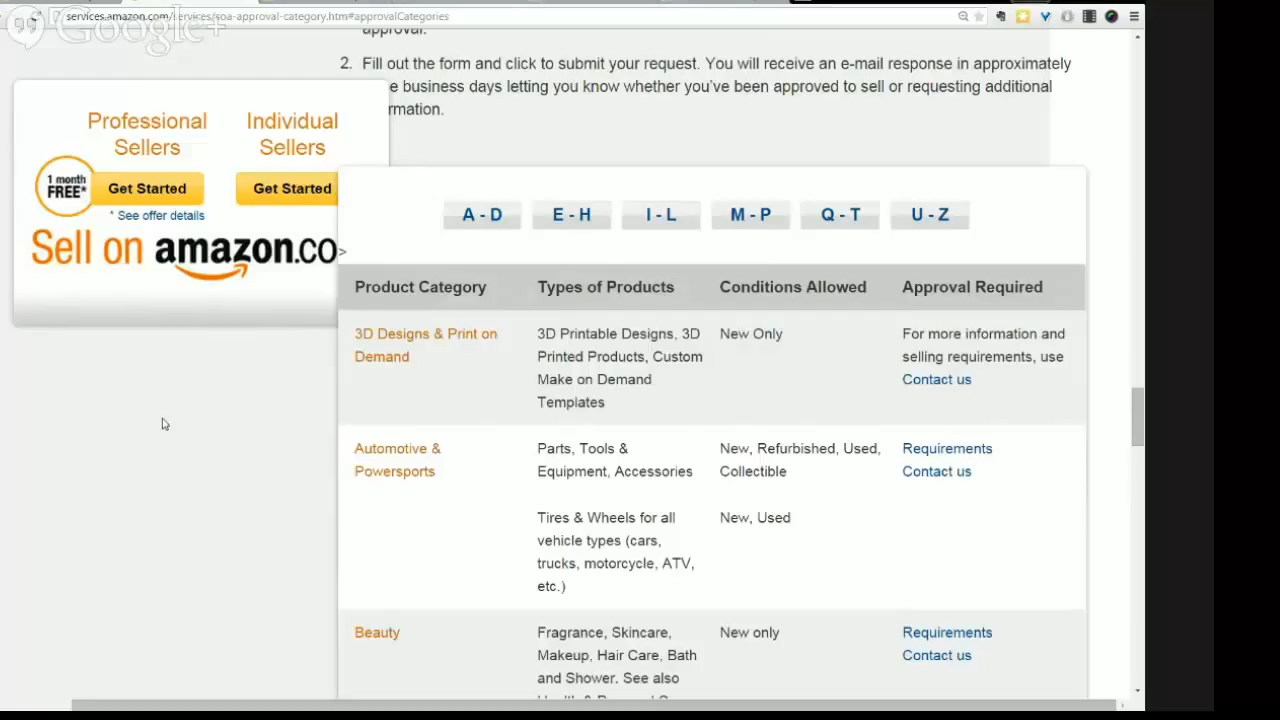 services.amazon.com/services/soa-approval-category.htm#approvalCategories
Google+
approval.
2. Fill out the form and click to submit your request. You will receive an e-mail response in approximately
e business days letting you know whether you've been approved to sell or requesting additional
rmation.
Professional Sellers
Individual Sellers
1 month FREE*
Get Started
Get Started
* See offer details
Sell on amazon.co
>
A - D
E - H
I - L
M - P
Q - T
U - Z
Product Category
Types of Products
Conditions Allowed
Approval Required
3D Designs & Print on
Demand
3D Printable Designs, 3D
Printed Products, Custom
Make on Demand
Templates
New Only
For more information and
selling requirements, use
Contact us
Automotive &
Powersports
Parts, Tools &
Equipment, Accessories
New, Refurbished, Used,
Collectible
Requirements
Contact us
Tires & Wheels for all
vehicle types (cars,
trucks, motorcycle, ATV,
etc.)
New, Used
Beauty
Fragrance, Skincare,
Makeup, Hair Care, Bath
and Shower. See also
New only
Requirements
Contact us